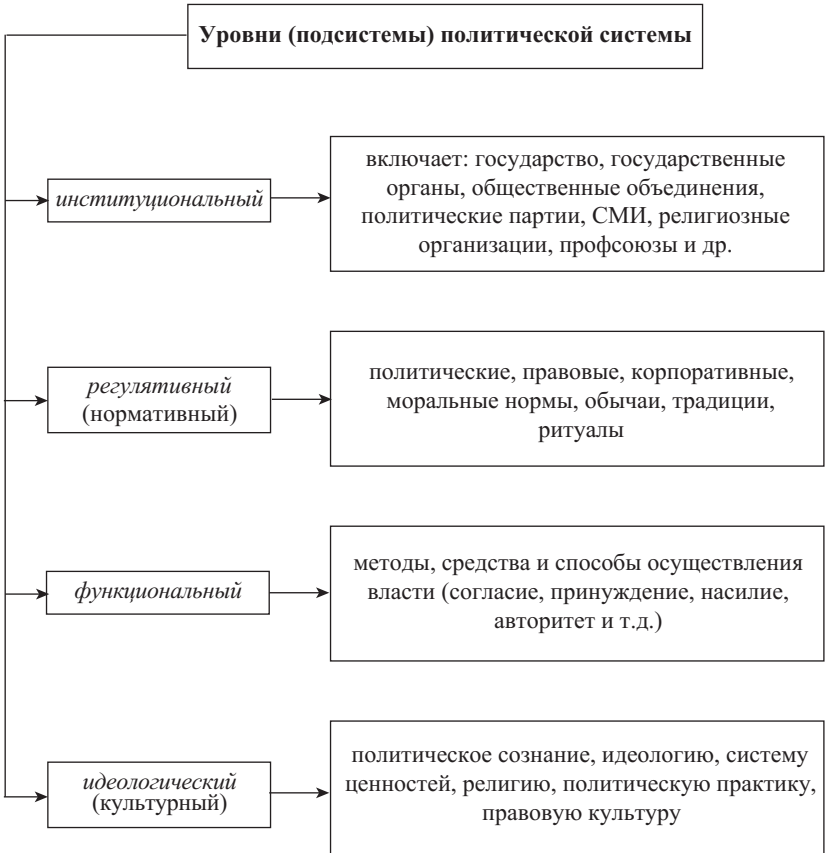 Уровни (подсистемы) политической системы
институциональный
включает: государство, государственные
органы, общественные объединения,
политические партии, СМИ, религиозные
организации, профсоюзы и др.
регулятивный
(нормативный)
политические, правовые, корпоративные,
моральные нормы, обычаи, традиции,
ритуалы
функциональный
методы, средства и способы осуществления
власти (согласие, принуждение, насилие,
авторитет и т.д.)
идеологический
(культурный)
политическое сознание, идеологию, систему
ценностей, религию, политическую практику,
правовую культуру